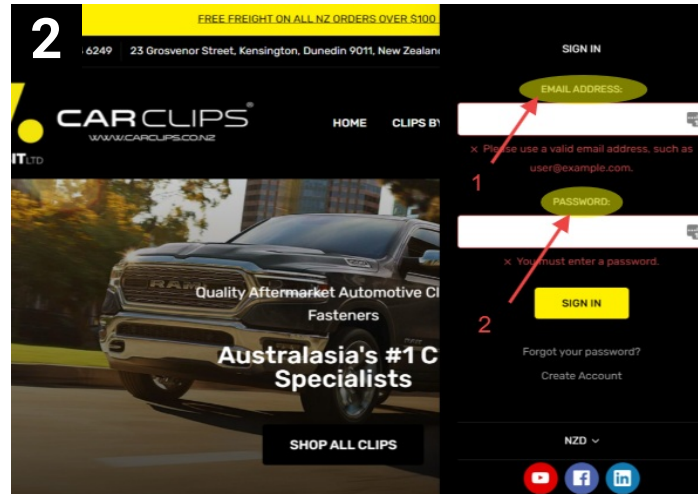 2
FREE FREIGHT ON ALL NZ ORDERS OVER $100
6249
23 Grosvenor Street, Kensington, Dunedin 9011, New Zealand
CARCLIPS®
WWW.CARCLIPS.CO.NZ
LTD
HOME
CLIPS BY
RAM
Quality Aftermarket Automotive Cl
Fasteners
Australasia's #1 C
Specialists
SHOP ALL CLIPS
SIGN IN
EMAIL ADDRESS:
× Please use a valid email address, such as
user@example.com.
1
PASSWORD:
× You must enter a password.
2
SIGN IN
Forgot your password?
Create Account
NZD
f
in